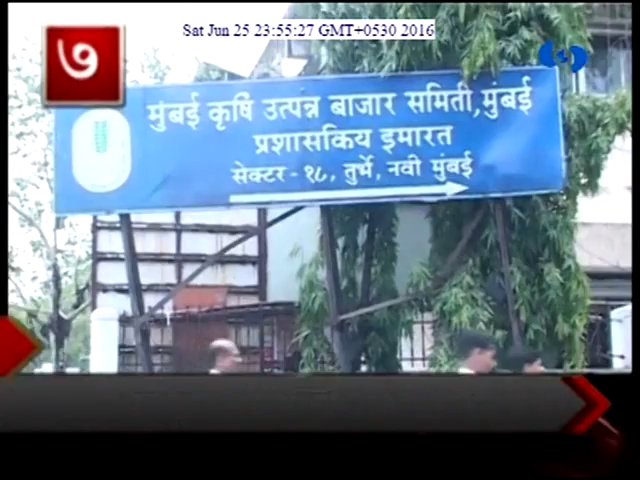 Sat Jun 25 23:55:27 GMT+0530 2016
७
मुंबई कृषि उत्पन्न बाजार समिती,मुंबई
प्रशासकिय इमारत
सेक्टर - १८, तुर्भे, नवी मुंबई